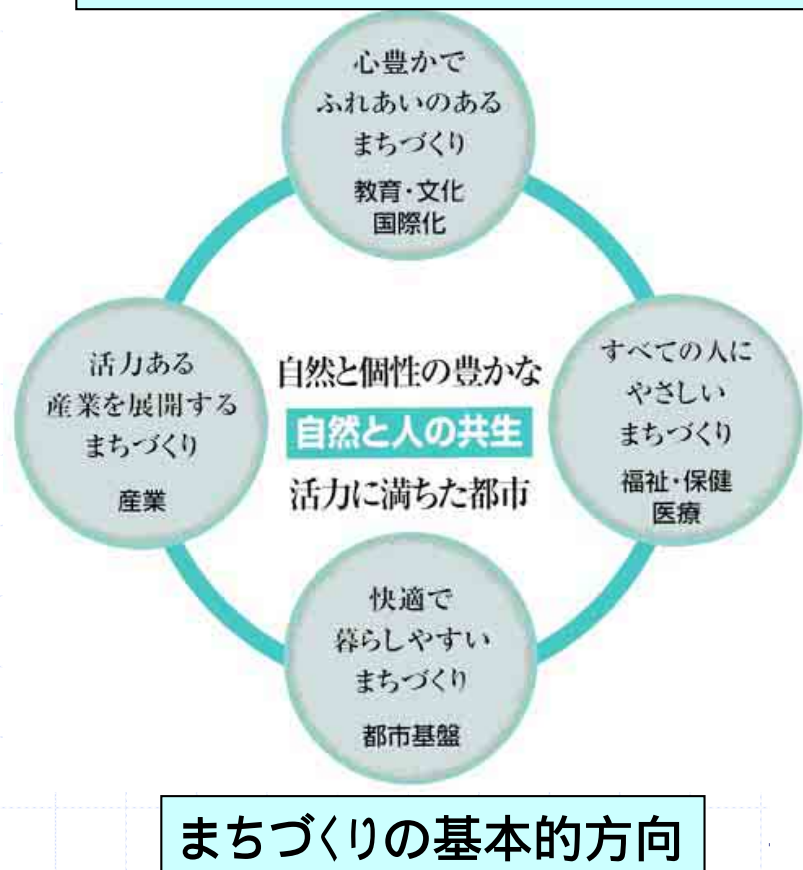 心豊かで
ふれあいのある
まちづくり
教育・文化
国際化
活力ある
産業を展開する
まちづくり
産業
自然と個性の豊かな
自然と人の共生
活力に満ちた都市
すべての人に
やさしい
まちづくり
福祉・保健
医療
快適で
暮らしやすい
まちづくり
都市基盤
まちづくりの基本的方向